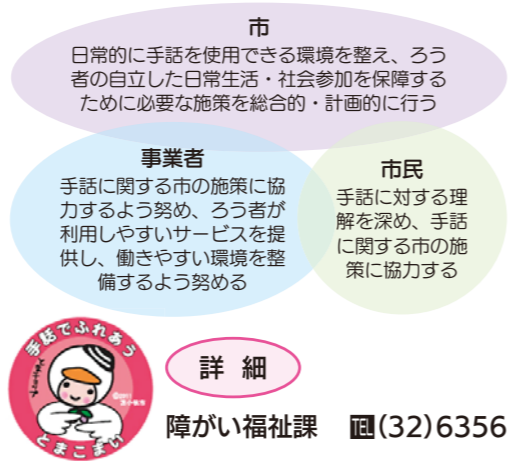 市
日常的に手話を使用できる環境を整え、ろう
者の自立した日常生活・社会参加を保障する
ために必要な施策を総合的・計画的に行う
事業者
手話に関する市の施策に協
力するよう努め、ろう者が
利用しやすいサービスを提
供し、働きやすい環境を整
備するよう努める
市民
手話に対する理
解を深め、手話
に関する市の施
策に協力する
手話でふれあう
とまこまい
詳細
障がい福祉課 ℡(32)6356